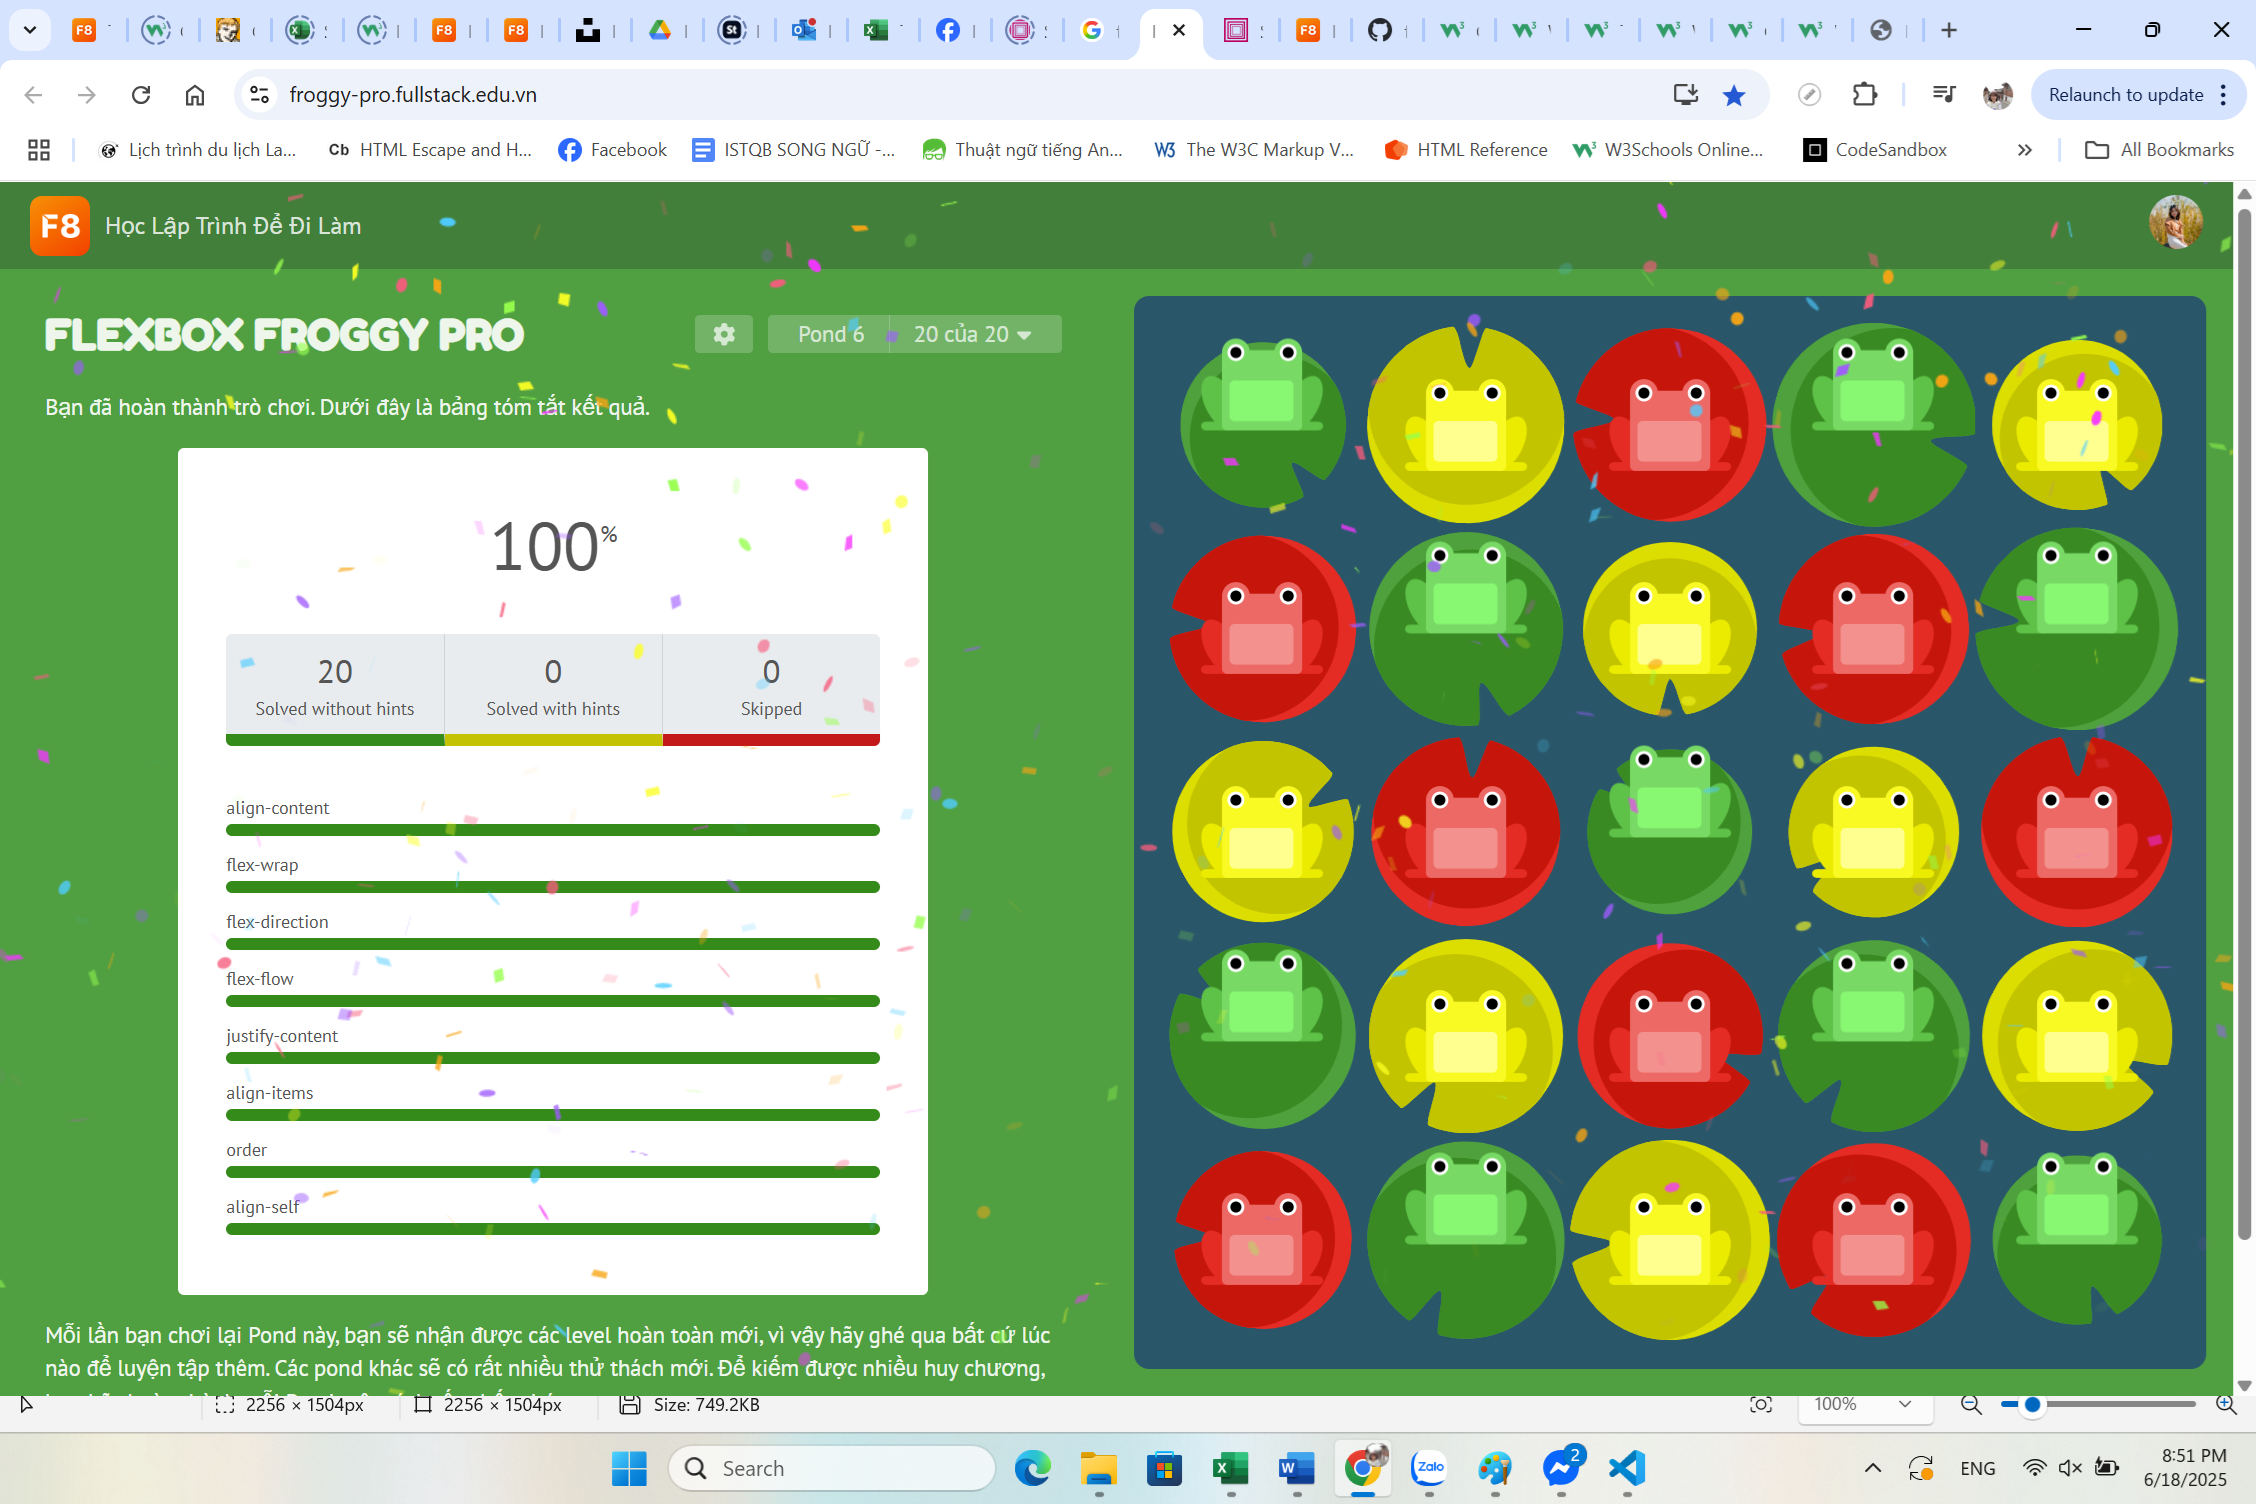 froggy-pro.fullstack.edu.vn
Relaunch to update
Lịch trình du lịch La...
Cb HTML Escape and H...
Facebook
ISTQB SONG NGỮ -...
Thuật ngữ tiếng An...
The W3C Markup V...
HTML Reference
W3Schools Online...
CodeSandbox
All Bookmarks
F8 Học Lập Trình Để Đi Làm
FLEXBOX FROGGY PRO
Pond 6
20 của 20
Bạn đã hoàn thành trò chơi. Dưới đây là bảng tóm tắt kết quả.
100%
20
Solved without hints
0
Solved with hints
0
Skipped
align-content
flex-wrap
flex-direction
flex-flow
justify-content
align-items
order
align-self
Mỗi lần bạn chơi lại Pond này, bạn sẽ nhận được các level hoàn toàn mới, vì vậy hãy ghé qua bất cứ lúc
nào để luyện tập thêm. Các pond khác sẽ có rất nhiều thử thách mới. Để kiếm được nhiều huy chương,
2256 × 1504px
2256 × 1504px
Size: 749.2KB
100%
Search
Zalo
2
ENG
8:51 PM
6/18/2025